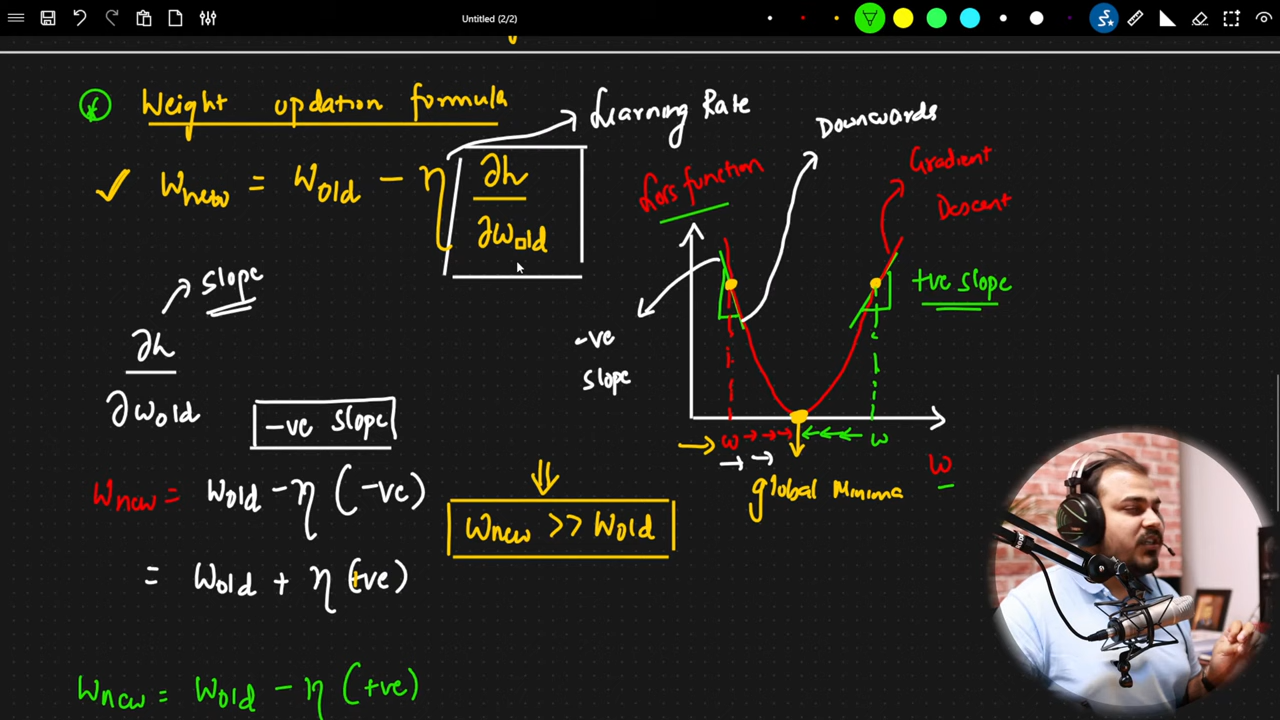 Untitled (2/2)
Weight updation formula
Learning Rate
Wnew = Wold - η ∂h
∂wold
Downwards
Loss function
Gradient
Descent
+ve slope
-ve
slope
slope
∂h
∂wold
-ve slope
w
w
w
global Minima
Wnew = Wold - η (-ve)
= Wold + η (+ve)
Wnew >> Wold
Wnew = Wold - η (+ve)